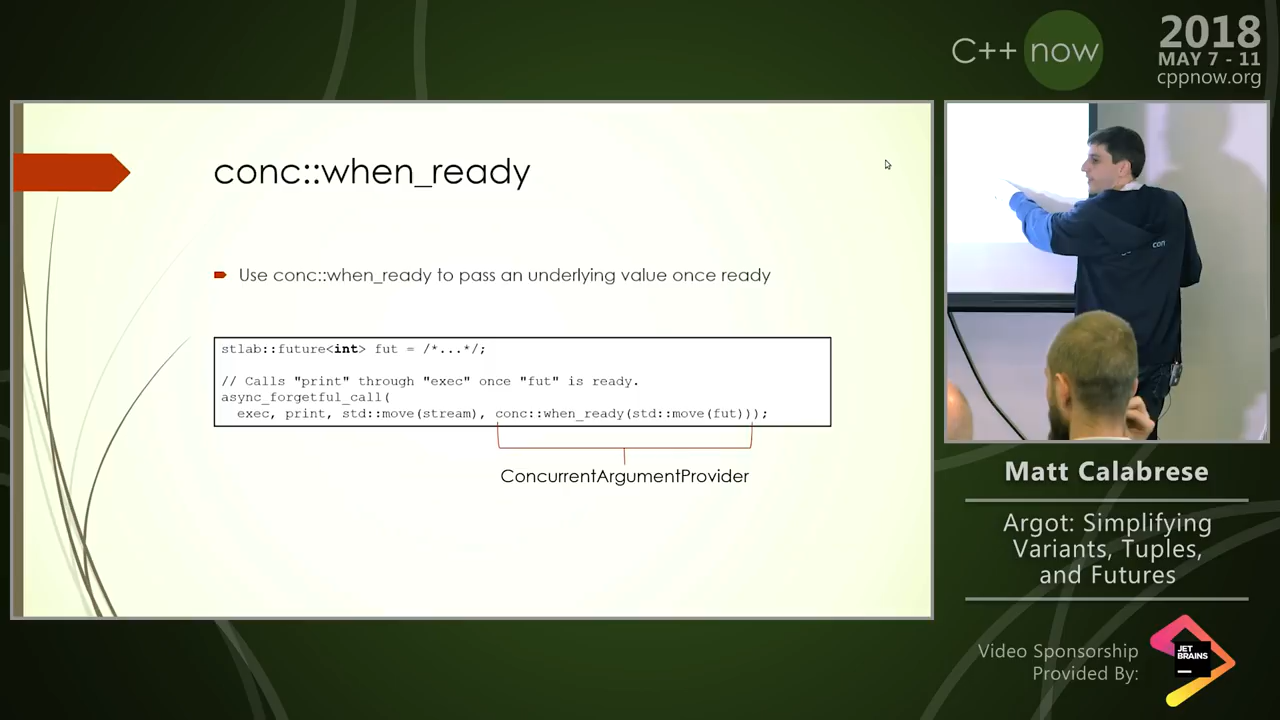 C++ now
2018
MAY 7 - 11
cppnow.org
conc::when_ready
Use conc::when_ready to pass an underlying value once ready
stlab::future<int> fut = /*...*/;
// Calls "print" through "exec" once "fut" is ready.
async_forgetful_call(
exec, print, std::move(stream), conc::when_ready(std::move(fut)));
ConcurrentArgumentProvider
con
Matt Calabrese
Argot: Simplifying
Variants, Tuples,
and Futures
Video Sponsorship
Provided By:
JET
BRAINS